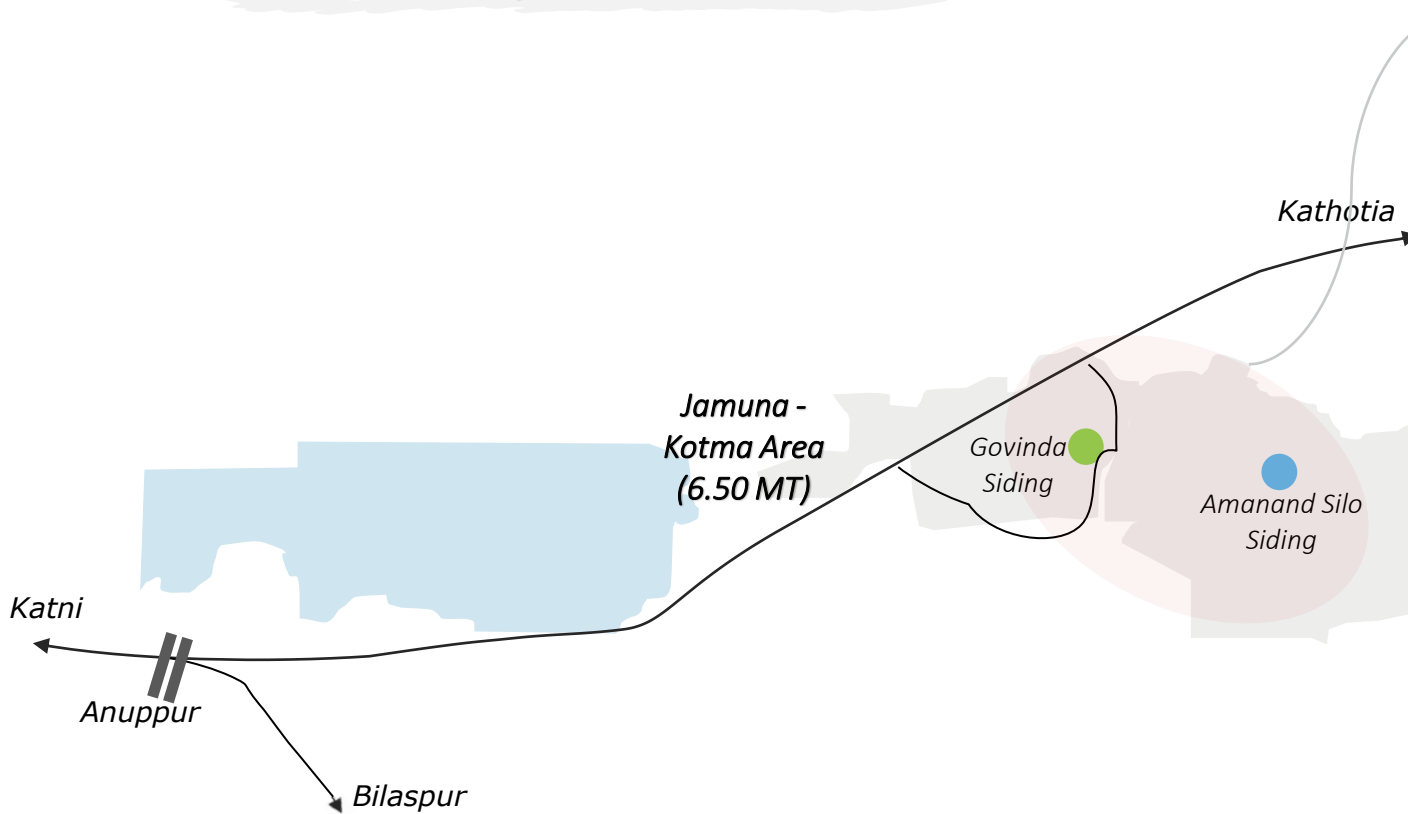 Kathotia
Jamuna -
Kotma Area
(6.50 MT)
Govinda
Siding
Amanand Silo
Siding
Katni
Anuppur
Bilaspur